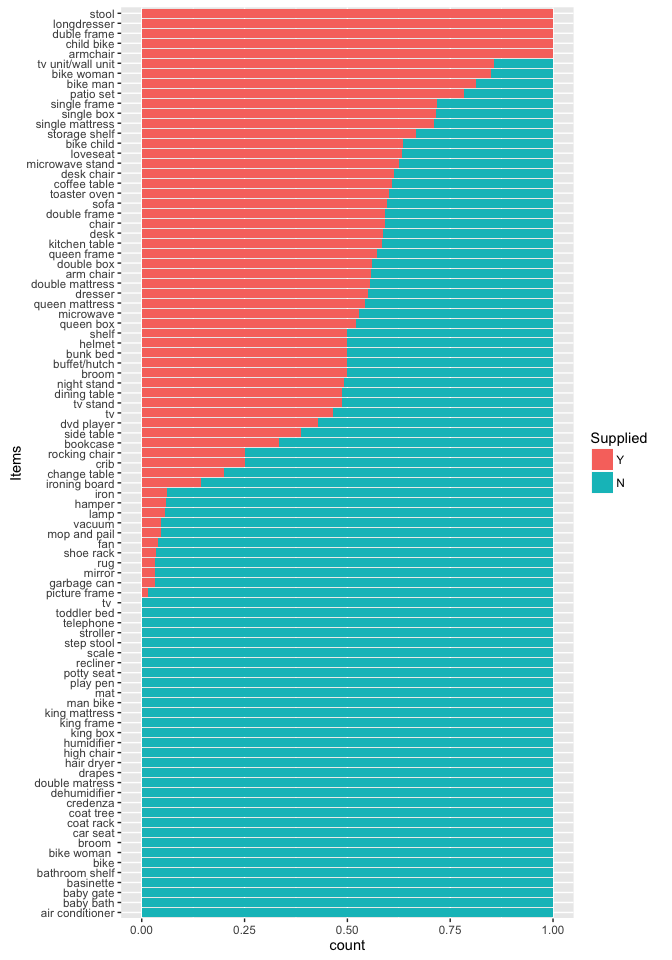 stool
longdresser
duble frame
child bike
armchair
tv unit/wall unit
bike woman
bike man
patio set
single frame
single box
single mattress
storage shelf
bike child
loveseat
microwave stand
desk chair
coffee table
toaster oven
sofa
double frame
chair
desk
kitchen table
queen frame
double box
arm chair
double mattress
dresser
queen mattress
microwave
queen box
shelf
helmet
bunk bed
buffet/hutch
broom
night stand
dining table
tv stand
tv
dvd player
side table
bookcase
rocking chair
crib
change table
ironing board
iron
hamper
lamp
vacuum
mop and pail
fan
shoe rack
rug
mirror
garbage can
picture frame
tv
toddler bed
telephone
stroller
step stool
scale
recliner
potty seat
play pen
mat
man bike
king mattress
king frame
king box
humidifier
high chair
hair dryer
drapes
double matress
dehumidifier
credenza
coat tree
coat rack
car seat
broom
bike woman
bike
bathroom shelf
basinette
baby gate
baby bath
air conditioner
Items
0.00 0.25 0.50 0.75 1.00
count
Supplied
Y
N